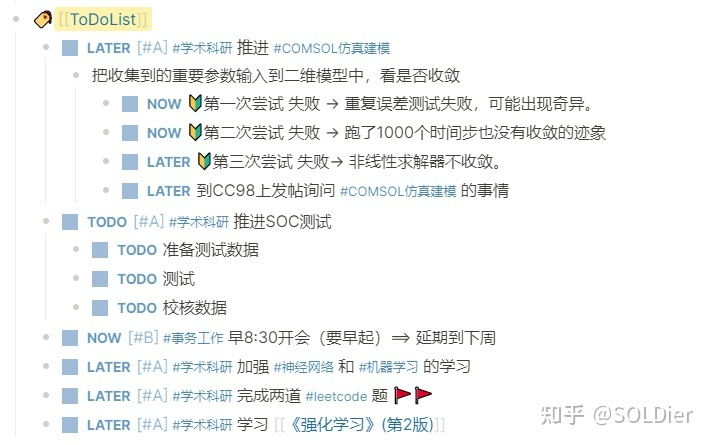 [[ToDoList]]
LATER [#A] #学术科研 推进 #COMSOL仿真建模
把收集到的重要参数输入到二维模型中，看是否收敛
NOW 🔰第一次尝试 失败 → 重复误差测试失败，可能出现奇异。
NOW 🔰第二次尝试 失败 → 跑了1000个时间步也没有收敛的迹象
LATER 🔰第三次尝试 失败→ 非线性求解器不收敛。
LATER 到CC98上发帖询问 #COMSOL仿真建模 的事情
TODO [#A] #学术科研 推进SOC测试
TODO 准备测试数据
TODO 测试
TODO 校核数据
NOW [#B] #事务工作 早8:30开会（要早起）⟹ 延期到下周
LATER [#A] #学术科研 加强 #神经网络 和 #机器学习 的学习
LATER [#A] #学术科研 完成两道 #leetcode 题 🚩🚩
LATER [#A] #学术科研 学习 [[《强化学习》(第2版)]]
知乎 @SOLDier